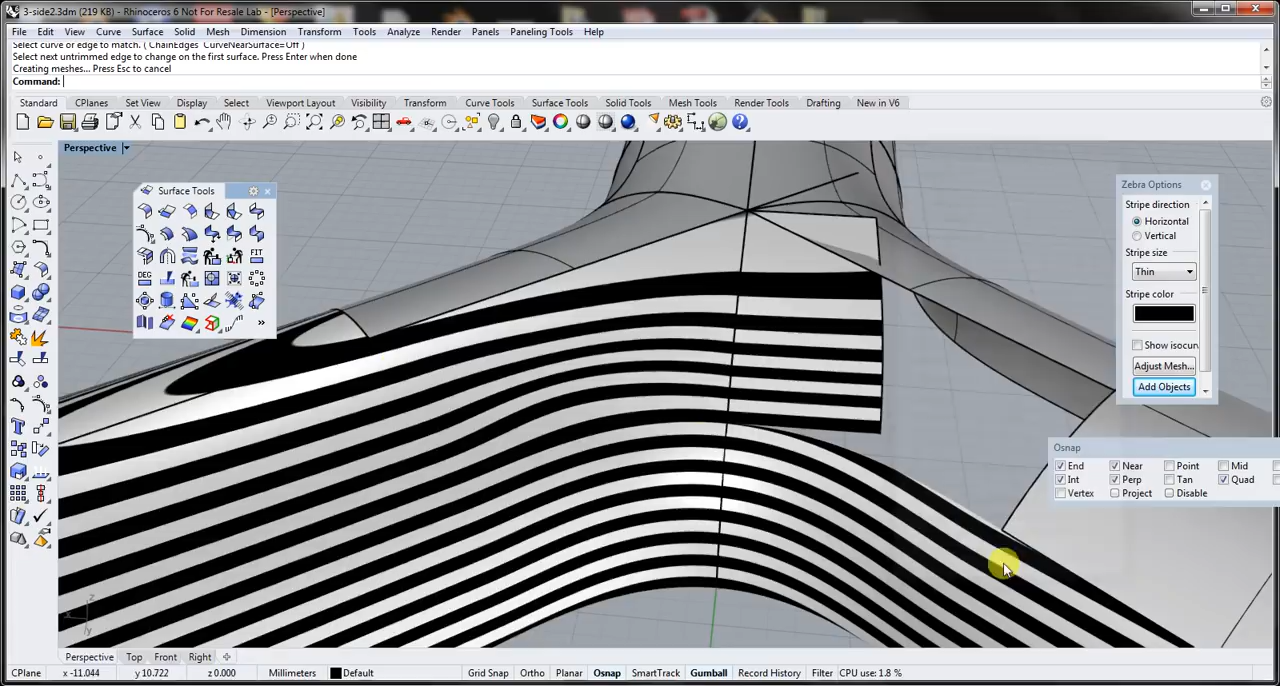 3-side2.3dm (219 KB) - Rhinoceros 6 Not For Resale Lab - [Perspective]
File Edit View Curve Surface Solid Mesh Dimension Transform Tools Analyze Render Panels Paneling Tools Help
Select curve or edge to match. ( ChainEdges CurveNearSurface=Off )
Select next untrimmed edge to change on the first surface. Press Enter when done
Creating meshes... Press Esc to cancel
Command:
Standard CPlanes Set View Display Select Viewport Layout Visibility Transform Curve Tools Surface Tools Solid Tools Mesh Tools Render Tools Drafting New in V6
Perspective
Surface Tools
FIT
DEG
Zebra Options
Stripe direction
Horizontal
Vertical
Stripe size
Thin
Stripe color
Show isocur
Adjust Mesh...
Add Objects
Osnap
End Near Point Mid
Int Perp Tan Quad
Vertex Project Disable
z
x
y
Perspective Top Front Right
CPlane x -11.044 y 10.722 z 0.000 Millimeters Default Grid Snap Ortho Planar Osnap SmartTrack Gumball Record History Filter CPU use: 1.8 %